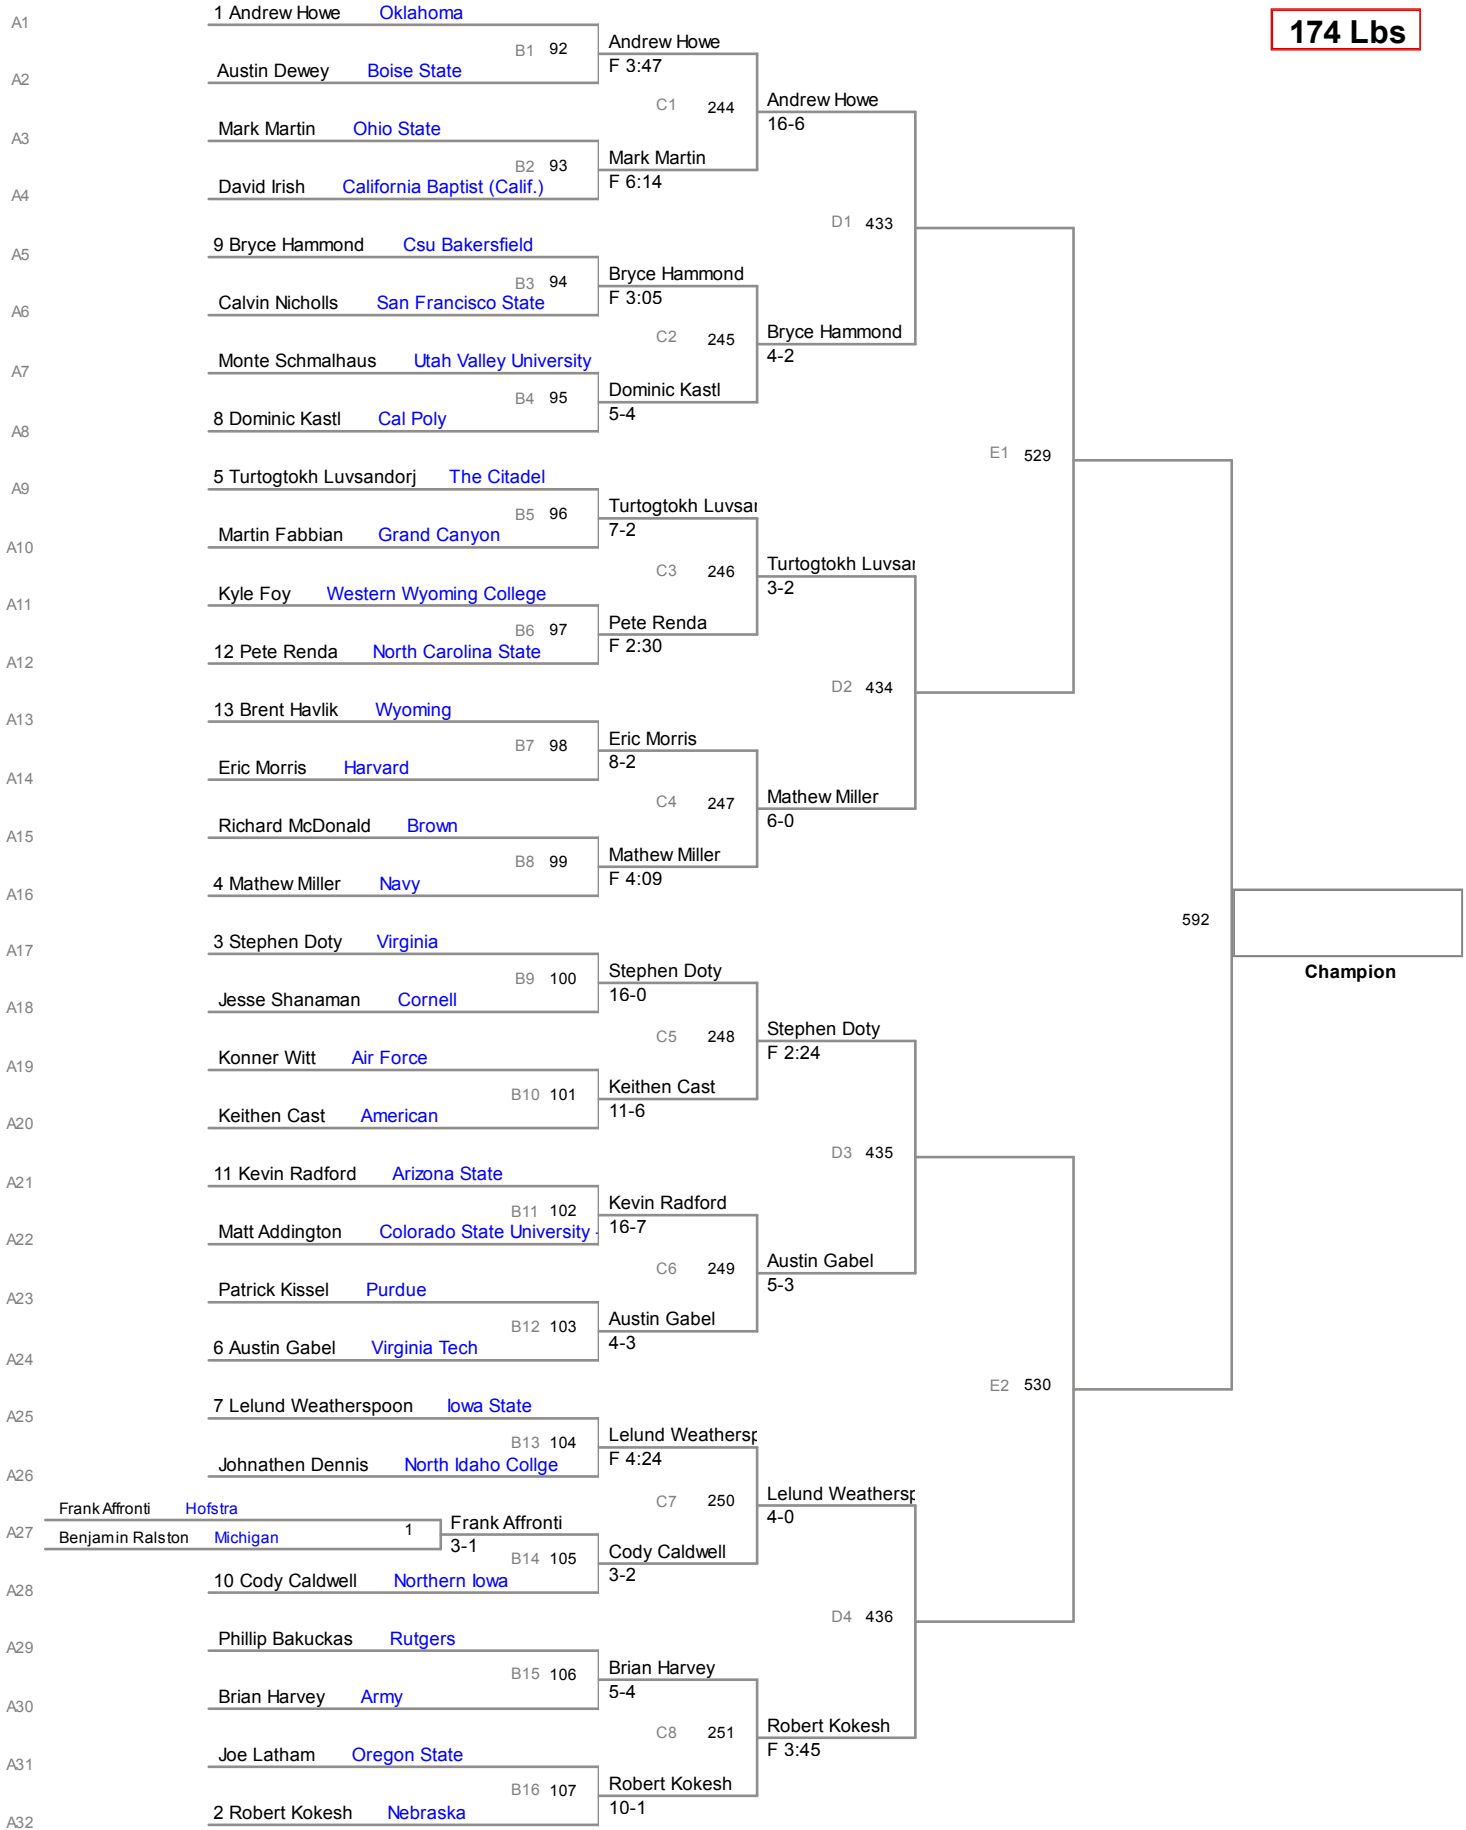 174 Lbs
A1
1 Andrew Howe Oklahoma
B1 92
Andrew Howe
F 3:47
A2
Austin Dewey Boise State
C1 244
Andrew Howe
16-6
A3
Mark Martin Ohio State
B2 93
Mark Martin
F 6:14
A4
David Irish California Baptist (Calif.)
D1 433
A5
9 Bryce Hammond Csu Bakersfield
B3 94
Bryce Hammond
F 3:05
A6
Calvin Nicholls San Francisco State
C2 245
Bryce Hammond
4-2
A7
Monte Schmalhaus Utah Valley University
B4 95
Dominic Kastl
5-4
A8
8 Dominic Kastl Cal Poly
E1 529
A9
5 Turtogtokh Luvsandorj The Citadel
B5 96
Turtogtokh Luvsar
7-2
A10
Martin Fabbian Grand Canyon
C3 246
Turtogtokh Luvsar
3-2
A11
Kyle Foy Western Wyoming College
B6 97
Pete Renda
F 2:30
A12
12 Pete Renda North Carolina State
D2 434
A13
13 Brent Havlik Wyoming
B7 98
Eric Morris
8-2
A14
Eric Morris Harvard
C4 247
Mathew Miller
6-0
A15
Richard McDonald Brown
B8 99
Mathew Miller
F 4:09
A16
4 Mathew Miller Navy
592
Champion
A17
3 Stephen Doty Virginia
B9 100
Stephen Doty
16-0
A18
Jesse Shanaman Cornell
C5 248
Stephen Doty
F 2:24
A19
Konner Witt Air Force
B10 101
Keithen Cast
11-6
A20
Keithen Cast American
D3 435
A21
11 Kevin Radford Arizona State
B11 102
Kevin Radford
16-7
A22
Matt Addington Colorado State University -
C6 249
Austin Gabel
5-3
A23
Patrick Kissel Purdue
B12 103
Austin Gabel
4-3
A24
6 Austin Gabel Virginia Tech
E2 530
A25
7 Lelund Weatherspoon Iowa State
B13 104
Lelund Weathersp
F 4:24
A26
Johnathen Dennis North Idaho Collge
C7 250
Lelund Weathersp
4-0
Frank Affronti Hofstra
A27
Benjamin Ralston Michigan
1
Frank Affronti
3-1
B14 105
Cody Caldwell
3-2
A28
10 Cody Caldwell Northern Iowa
D4 436
A29
Phillip Bakuckas Rutgers
B15 106
Brian Harvey
5-4
A30
Brian Harvey Army
C8 251
Robert Kokesh
F 3:45
A31
Joe Latham Oregon State
B16 107
Robert Kokesh
10-1
A32
2 Robert Kokesh Nebraska